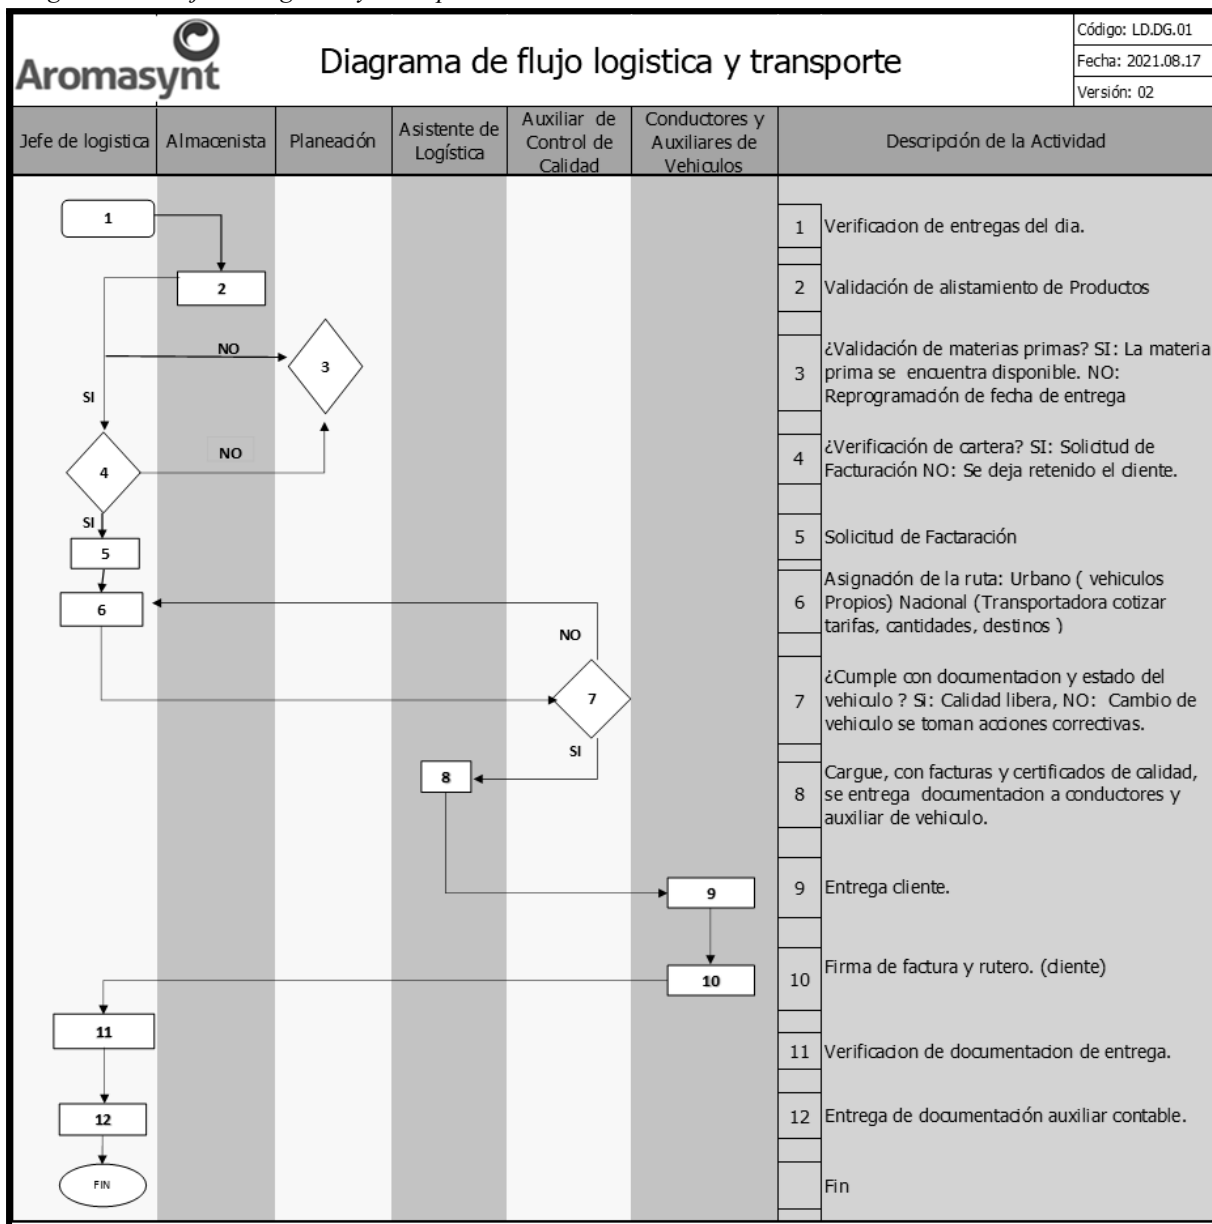 Aromasynt
Diagrama de flujo logistica y transporte
Código: LD.DG.01
Fecha: 2021.08.17
Versión: 02
Jefe de logistica
Almacenista
Planeación
Asistente de
Logística
Auxiliar de
Control de
Calidad
Conductores y
Auxiliares de
Vehiculos
Descripción de la Actividad
1
2
NO
3
SI
NO
4
SI
5
6
NO
7
SI
8
9
10
11
12
FIN
1 Verificacion de entregas del dia.
2 Validación de alistamiento de Productos
¿Validación de materias primas? SI: La materia
3 prima se encuentra disponible. NO:
Reprogramación de fecha de entrega
¿Verificación de cartera? SI: Solicitud de
4 Facturación NO: Se deja retenido el cliente.
5 Solicitud de Factaración
Asignación de la ruta: Urbano ( vehiculos
6 Propios) Nacional (Transportadora cotizar
tarifas, cantidades, destinos )
¿Cumple con documentacion y estado del
7 vehiculo ? Si: Calidad libera, NO: Cambio de
vehiculo se toman acciones correctivas.
Cargue, con facturas y certificados de calidad,
8 se entrega documentacion a conductores y
auxiliar de vehiculo.
9 Entrega cliente.
10 Firma de factura y rutero. (cliente)
11 Verificacion de documentacion de entrega.
12 Entrega de documentación auxiliar contable.
Fin